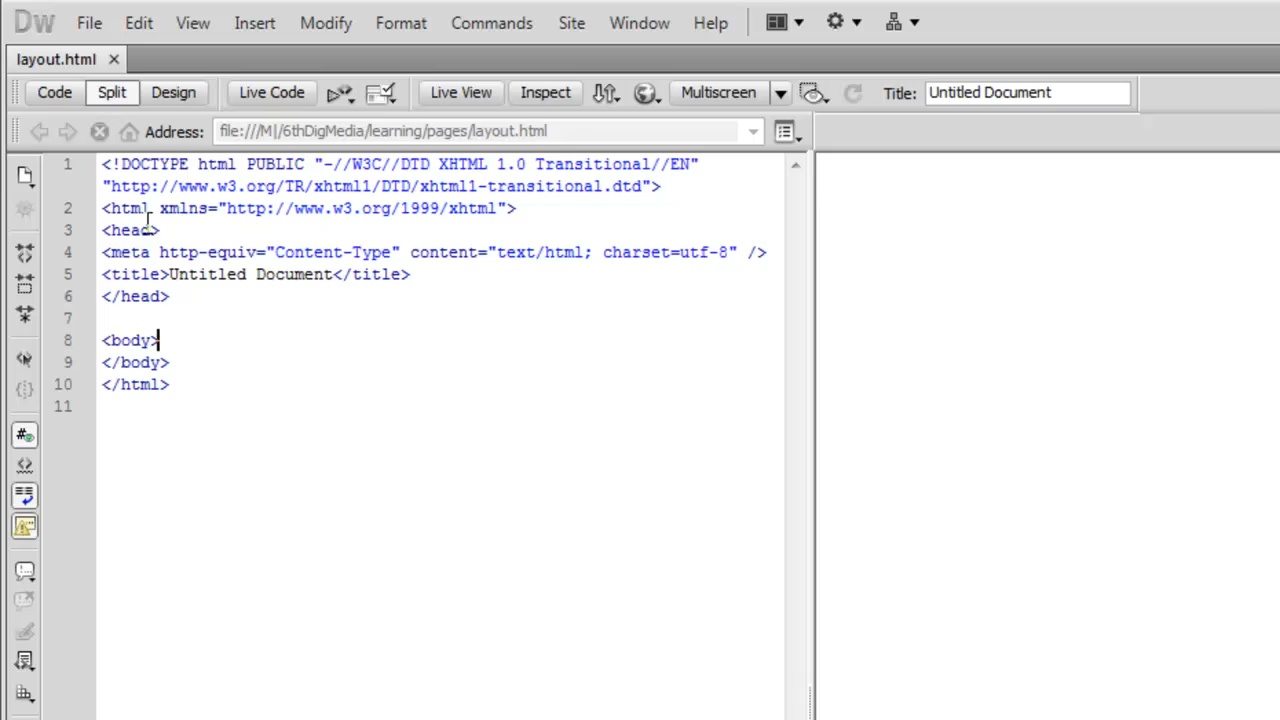 Dw File Edit View Insert Modify Format Commands Site Window Help
layout.html
Code Split Design Live Code Live View Inspect Multiscreen Title: Untitled Document
Address: file:///M|/6thDigMedia/learning/pages/layout.html
1 <!DOCTYPE html PUBLIC "-//W3C//DTD XHTML 1.0 Transitional//EN"
"http://www.w3.org/TR/xhtml1/DTD/xhtml1-transitional.dtd">
2 <html xmlns="http://www.w3.org/1999/xhtml">
3 <head>
4 <meta http-equiv="Content-Type" content="text/html; charset=utf-8" />
5 <title>Untitled Document</title>
6 </head>
7
8 <body>
9 </body>
10 </html>
11